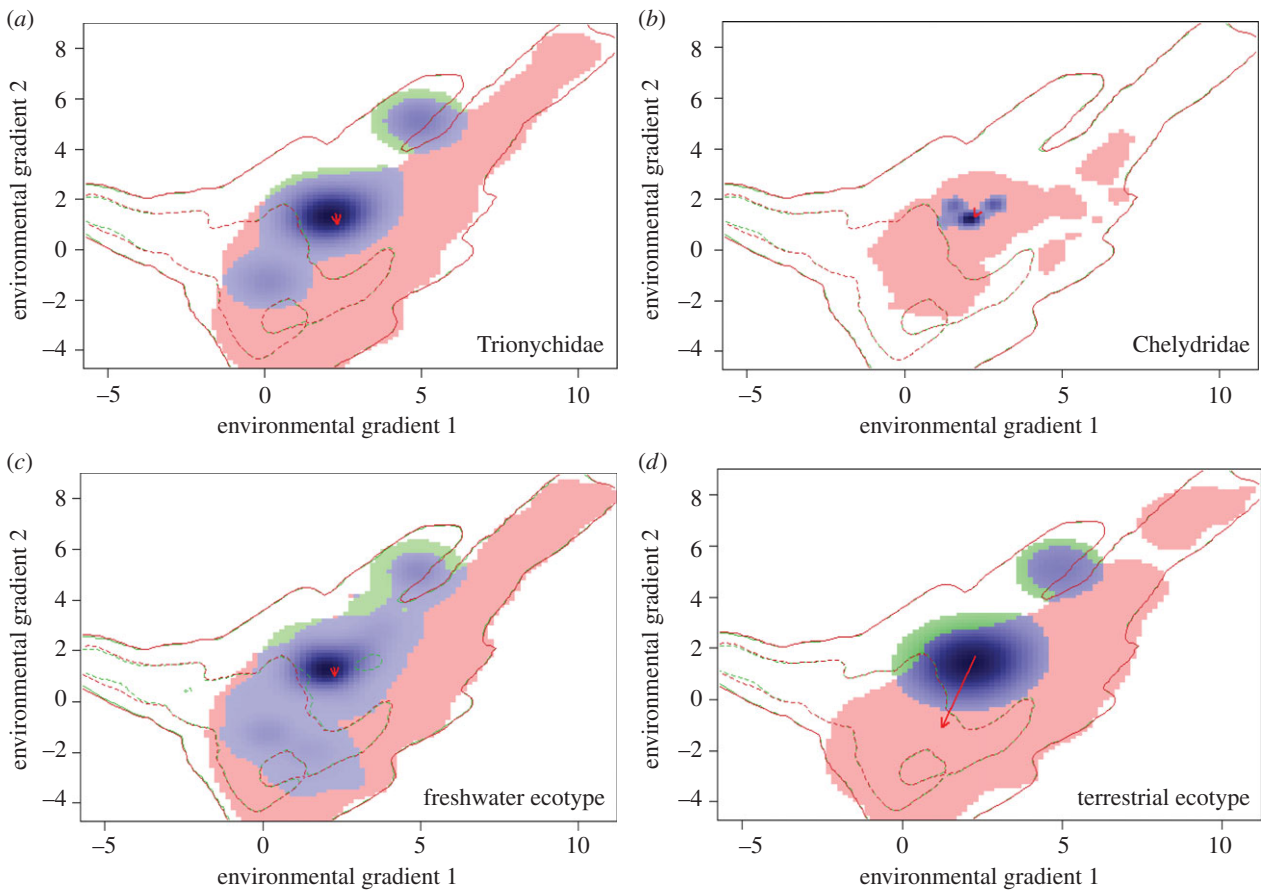 (a)
8
6
4
2
0
–2
–4
environmental gradient 2
Trionychidae
–5
0
5
10
environmental gradient 1
(b)
8
6
4
2
0
–2
–4
environmental gradient 2
Chelydridae
–5
0
5
10
environmental gradient 1
(c)
8
6
4
2
0
–2
–4
environmental gradient 2
freshwater ecotype
–5
0
5
10
environmental gradient 1
(d)
8
6
4
2
0
–2
–4
environmental gradient 2
terrestrial ecotype
–5
0
5
10
environmental gradient 1